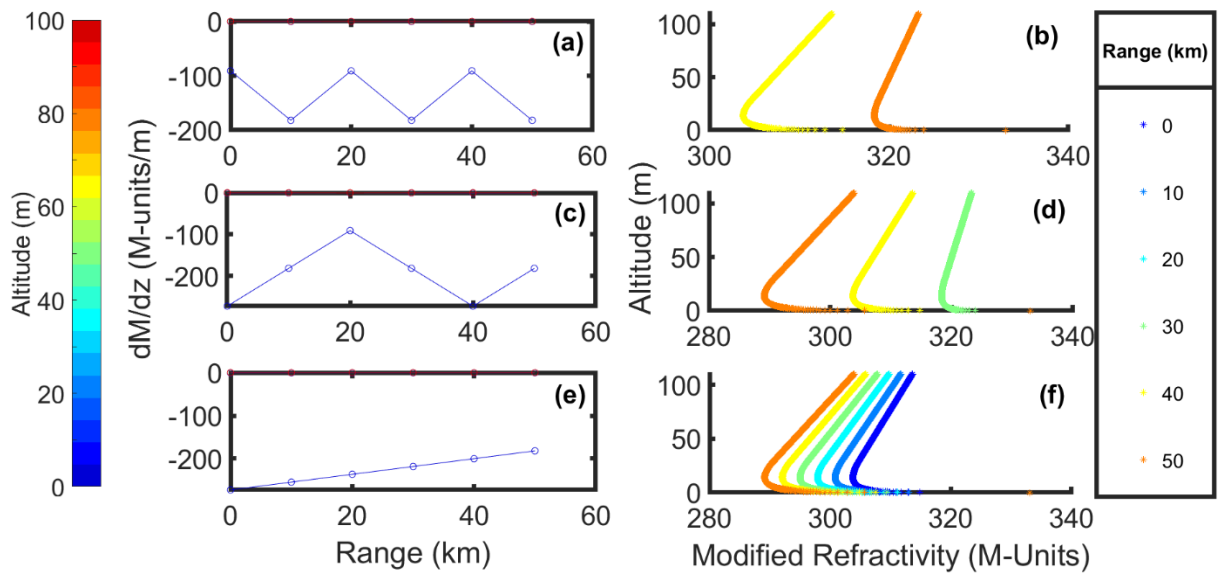 100
80
60
40
20
0
Altitude (m)
dM/dz (M-units/m)
0
-100
-200
0 20 40 60
(a)
0
-100
-200
0 20 40 60
(c)
0
-100
-200
0 20 40 60
(e)
Range (km)
Altitude (m)
100
50
0
300 320 340
(b)
100
50
0
280 300 320 340
(d)
100
50
0
280 300 320 340
(f)
Modified Refractivity (M-Units)
Range (km)
0
10
20
30
40
50